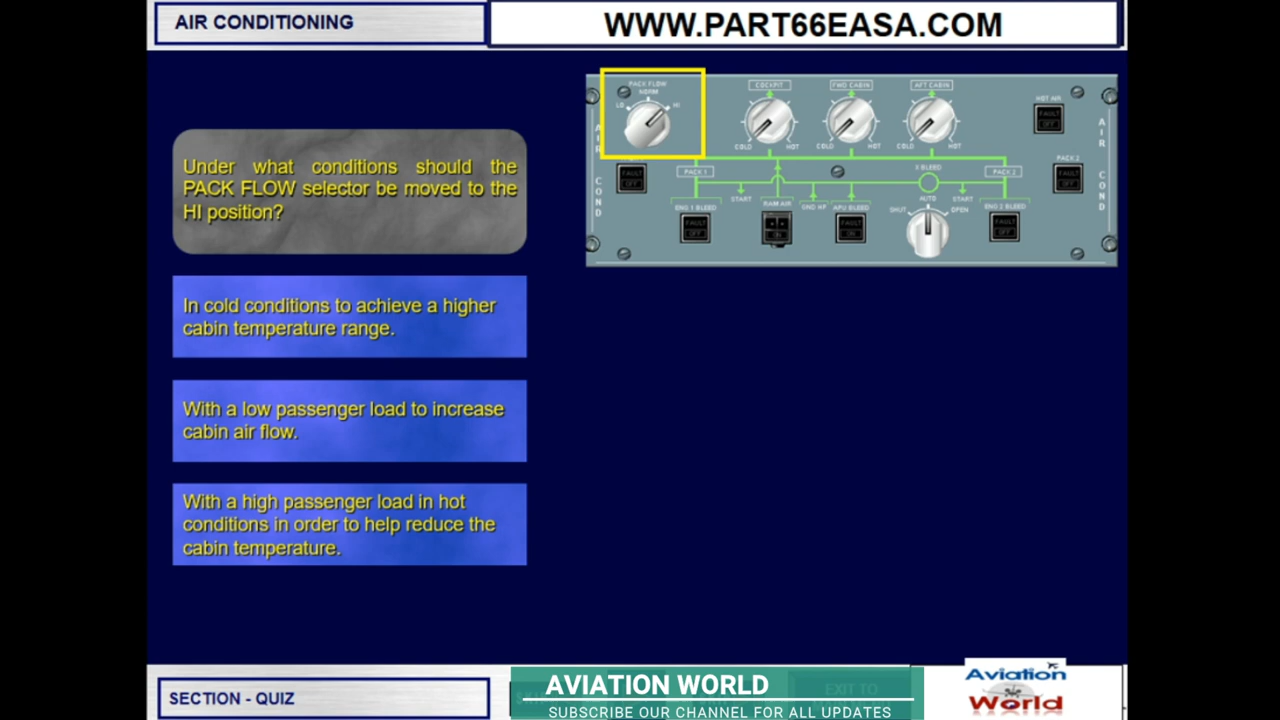 AIR CONDITIONING
WWW.PART66EASA.COM
Under what conditions should the
PACK FLOW selector be moved to the
HI position?
In cold conditions to achieve a higher
cabin temperature range.
With a low passenger load to increase
cabin air flow.
With a high passenger load in hot
conditions in order to help reduce the
cabin temperature.
PACK FLOW
NORM
LO
HI
COCKPIT
FWD CABIN
AFT CABIN
HOT AIR
COLD HOT COLD HOT COLD HOT
FAULT
OFF
AIR
COND
AIR
COND
PACK 1
X BLEED
PACK 2
PACK 2
FAULT
OFF
FAULT
OFF
START
RAM AIR
GND HP
APU BLEED
AUTO
START
ENG 1 BLEED
SHUT
OPEN
ENG 2 BLEED
FAULT
OFF
ON
FAULT
ON
FAULT
OFF
SECTION - QUIZ
EXIT TO
AVIATION WORLD
SUBSCRIBE OUR CHANNEL FOR ALL UPDATES
Aviation
World